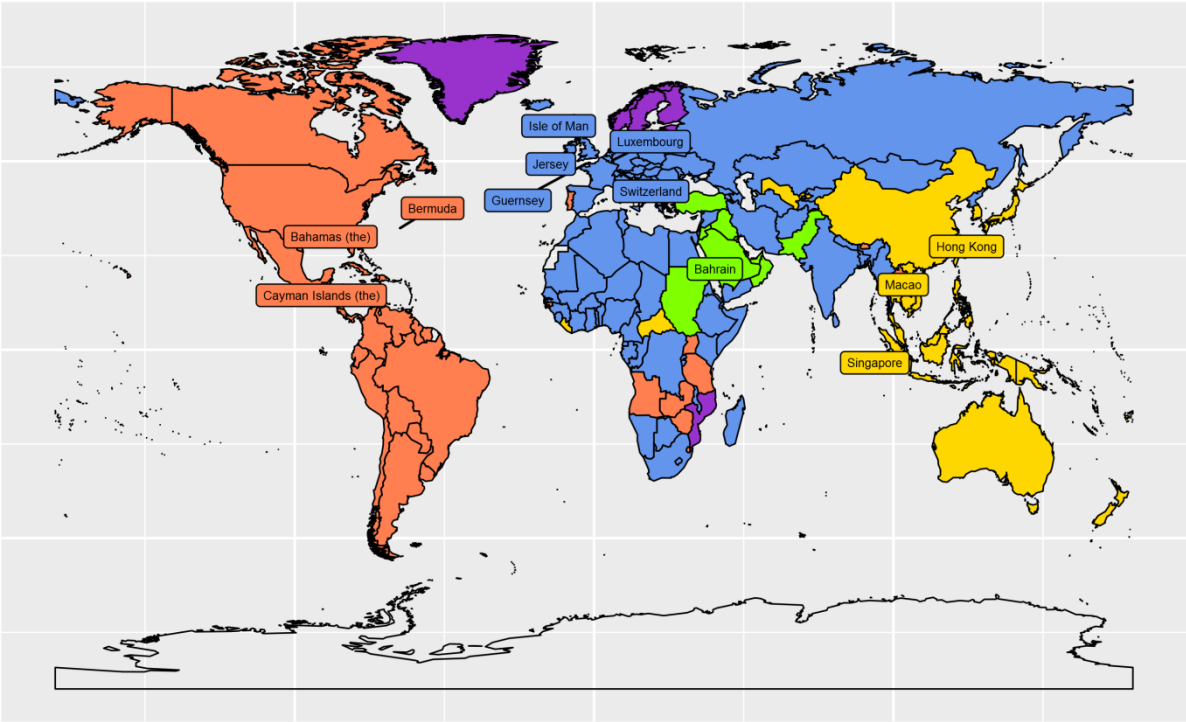 Isle of Man
Luxembourg
Jersey
Switzerland
Guernsey
Bermuda
Bahamas (the)
Hong Kong
Bahrain
Macao
Cayman Islands (the)
Singapore